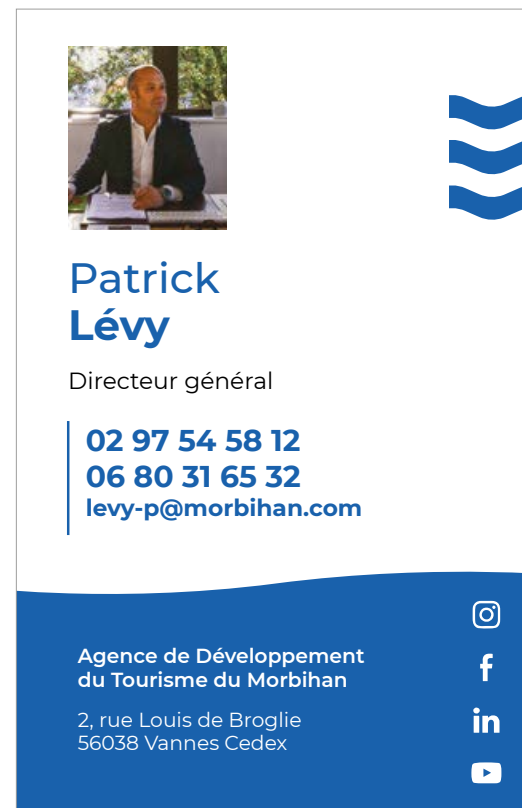 Patrick
Lévy
Directeur général
02 97 54 58 12
06 80 31 65 32
levy-p@morbihan.com
Agence de Développement
du Tourisme du Morbihan
2, rue Louis de Broglie
56038 Vannes Cedex